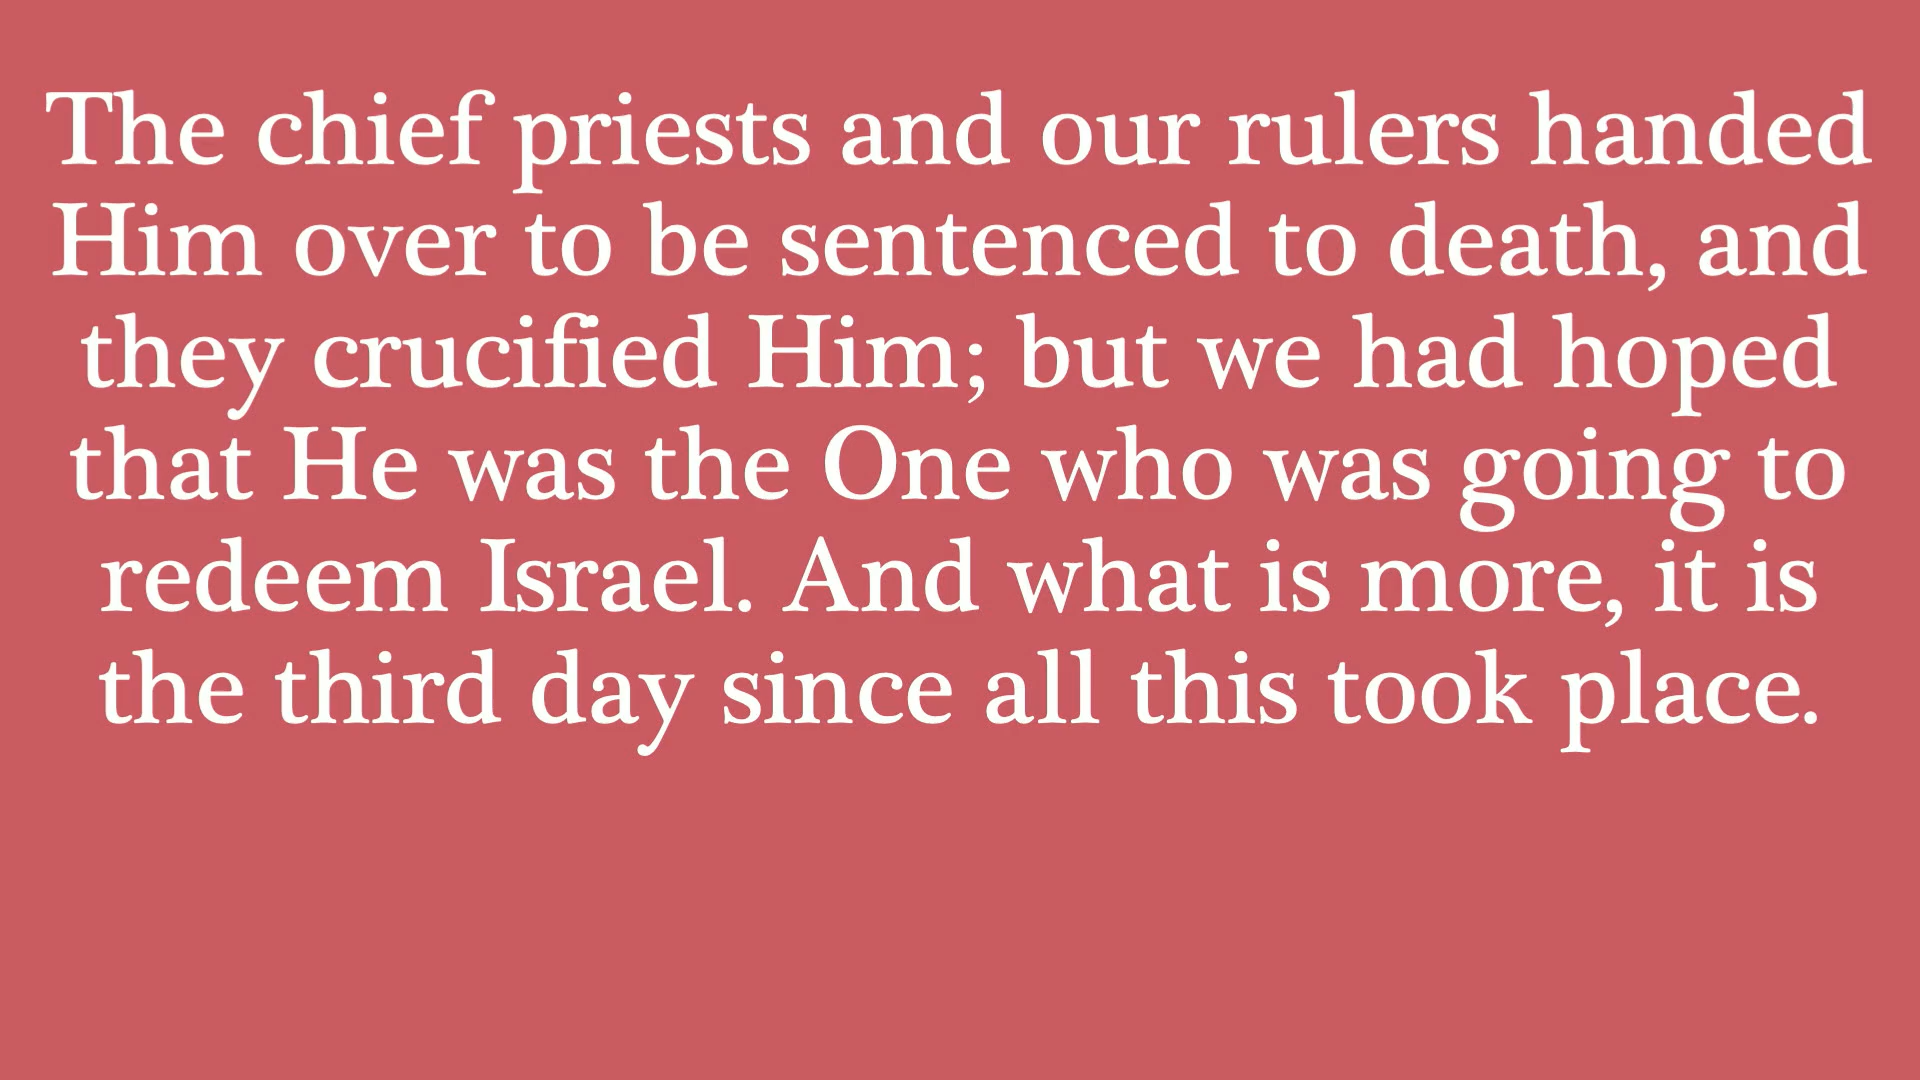 The chief priests and our rulers handed
Him over to be sentenced to death, and
they crucified Him; but we had hoped
that He was the One who was going to
redeem Israel. And what is more, it is
the third day since all this took place.